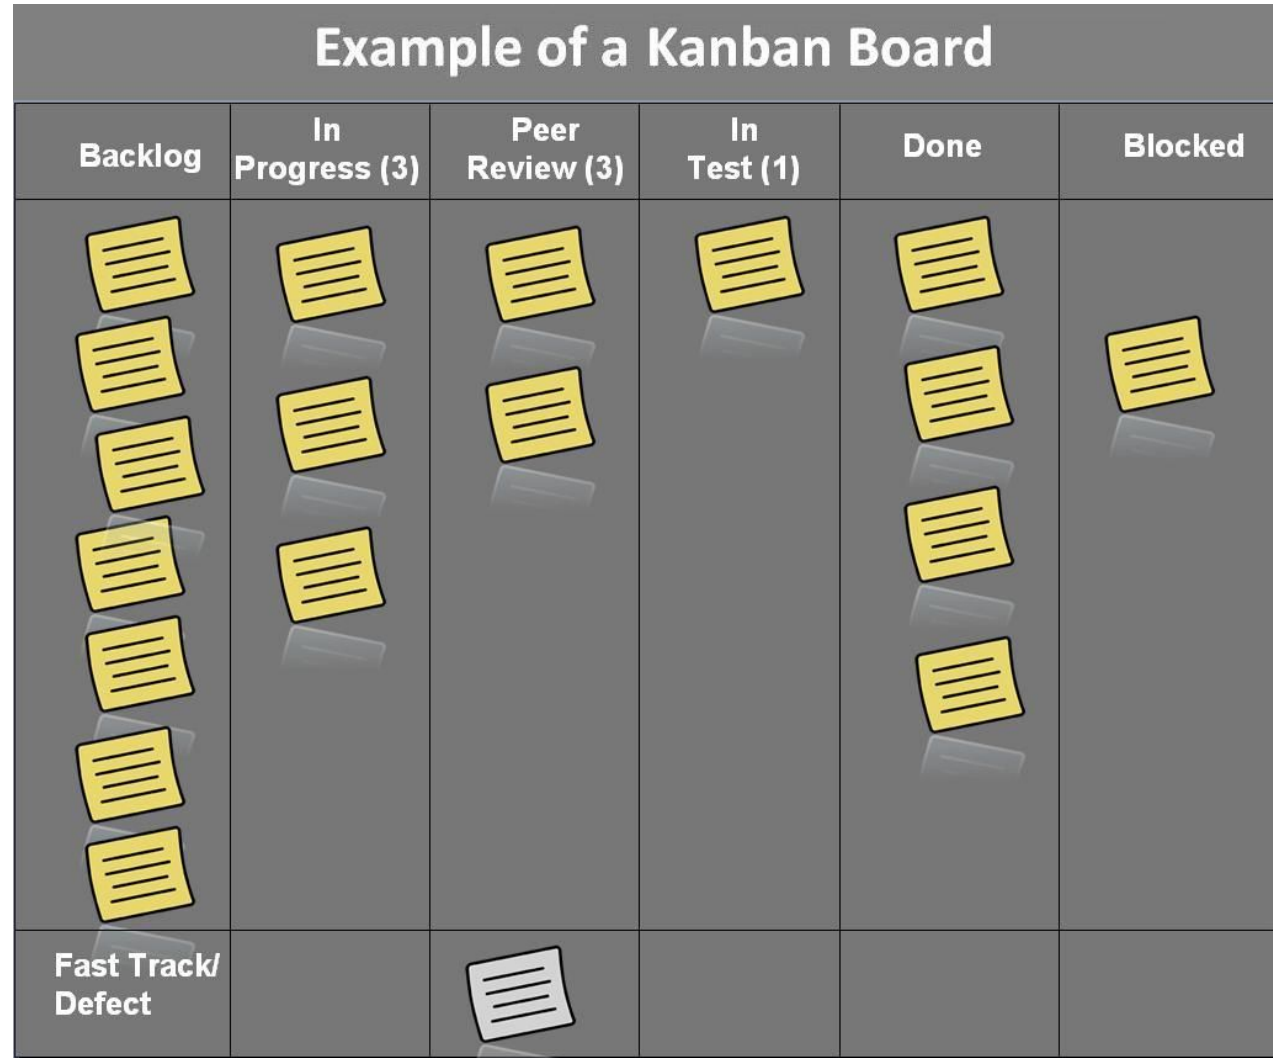 Example of a Kanban Board
Backlog
In
Progress (3)
Peer
Review (3)
In
Test (1)
Done
Blocked
Fast Track/
Defect